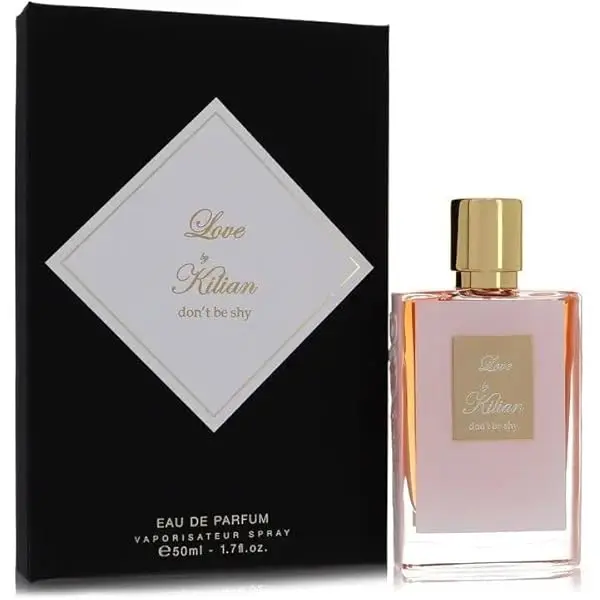 Love
by
Kilian
don't be shy
EAU DE PARFUM
VAPORISATEUR SPRAY
℮50ml - 1.7fl.oz.
Love
by
Kilian
don't be shy